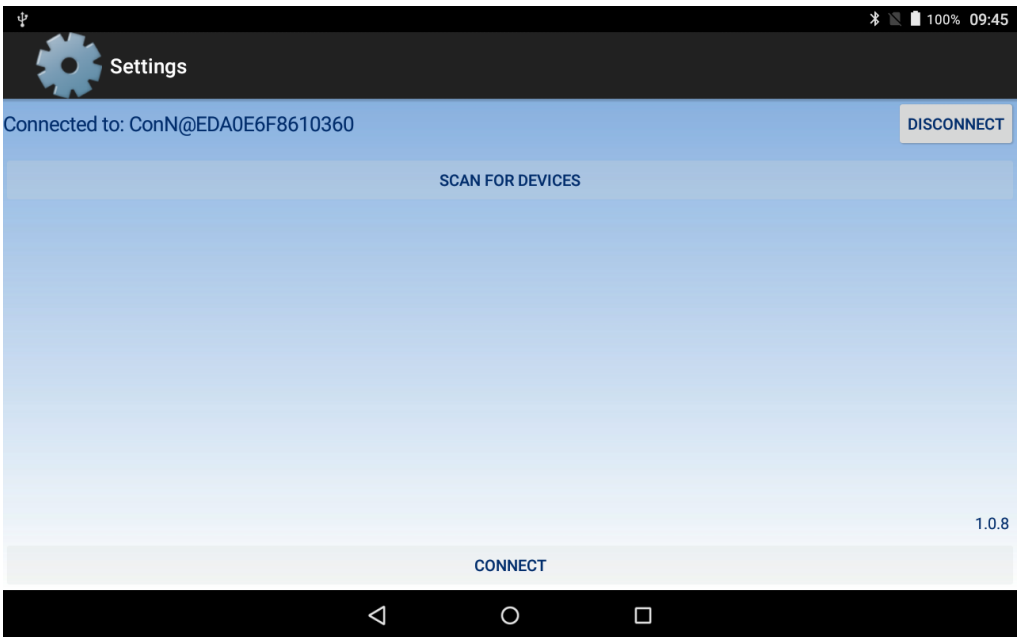 100% 09:45
Settings
Connected to: ConN@EDA0E6F8610360
DISCONNECT
SCAN FOR DEVICES
1.0.8
CONNECT